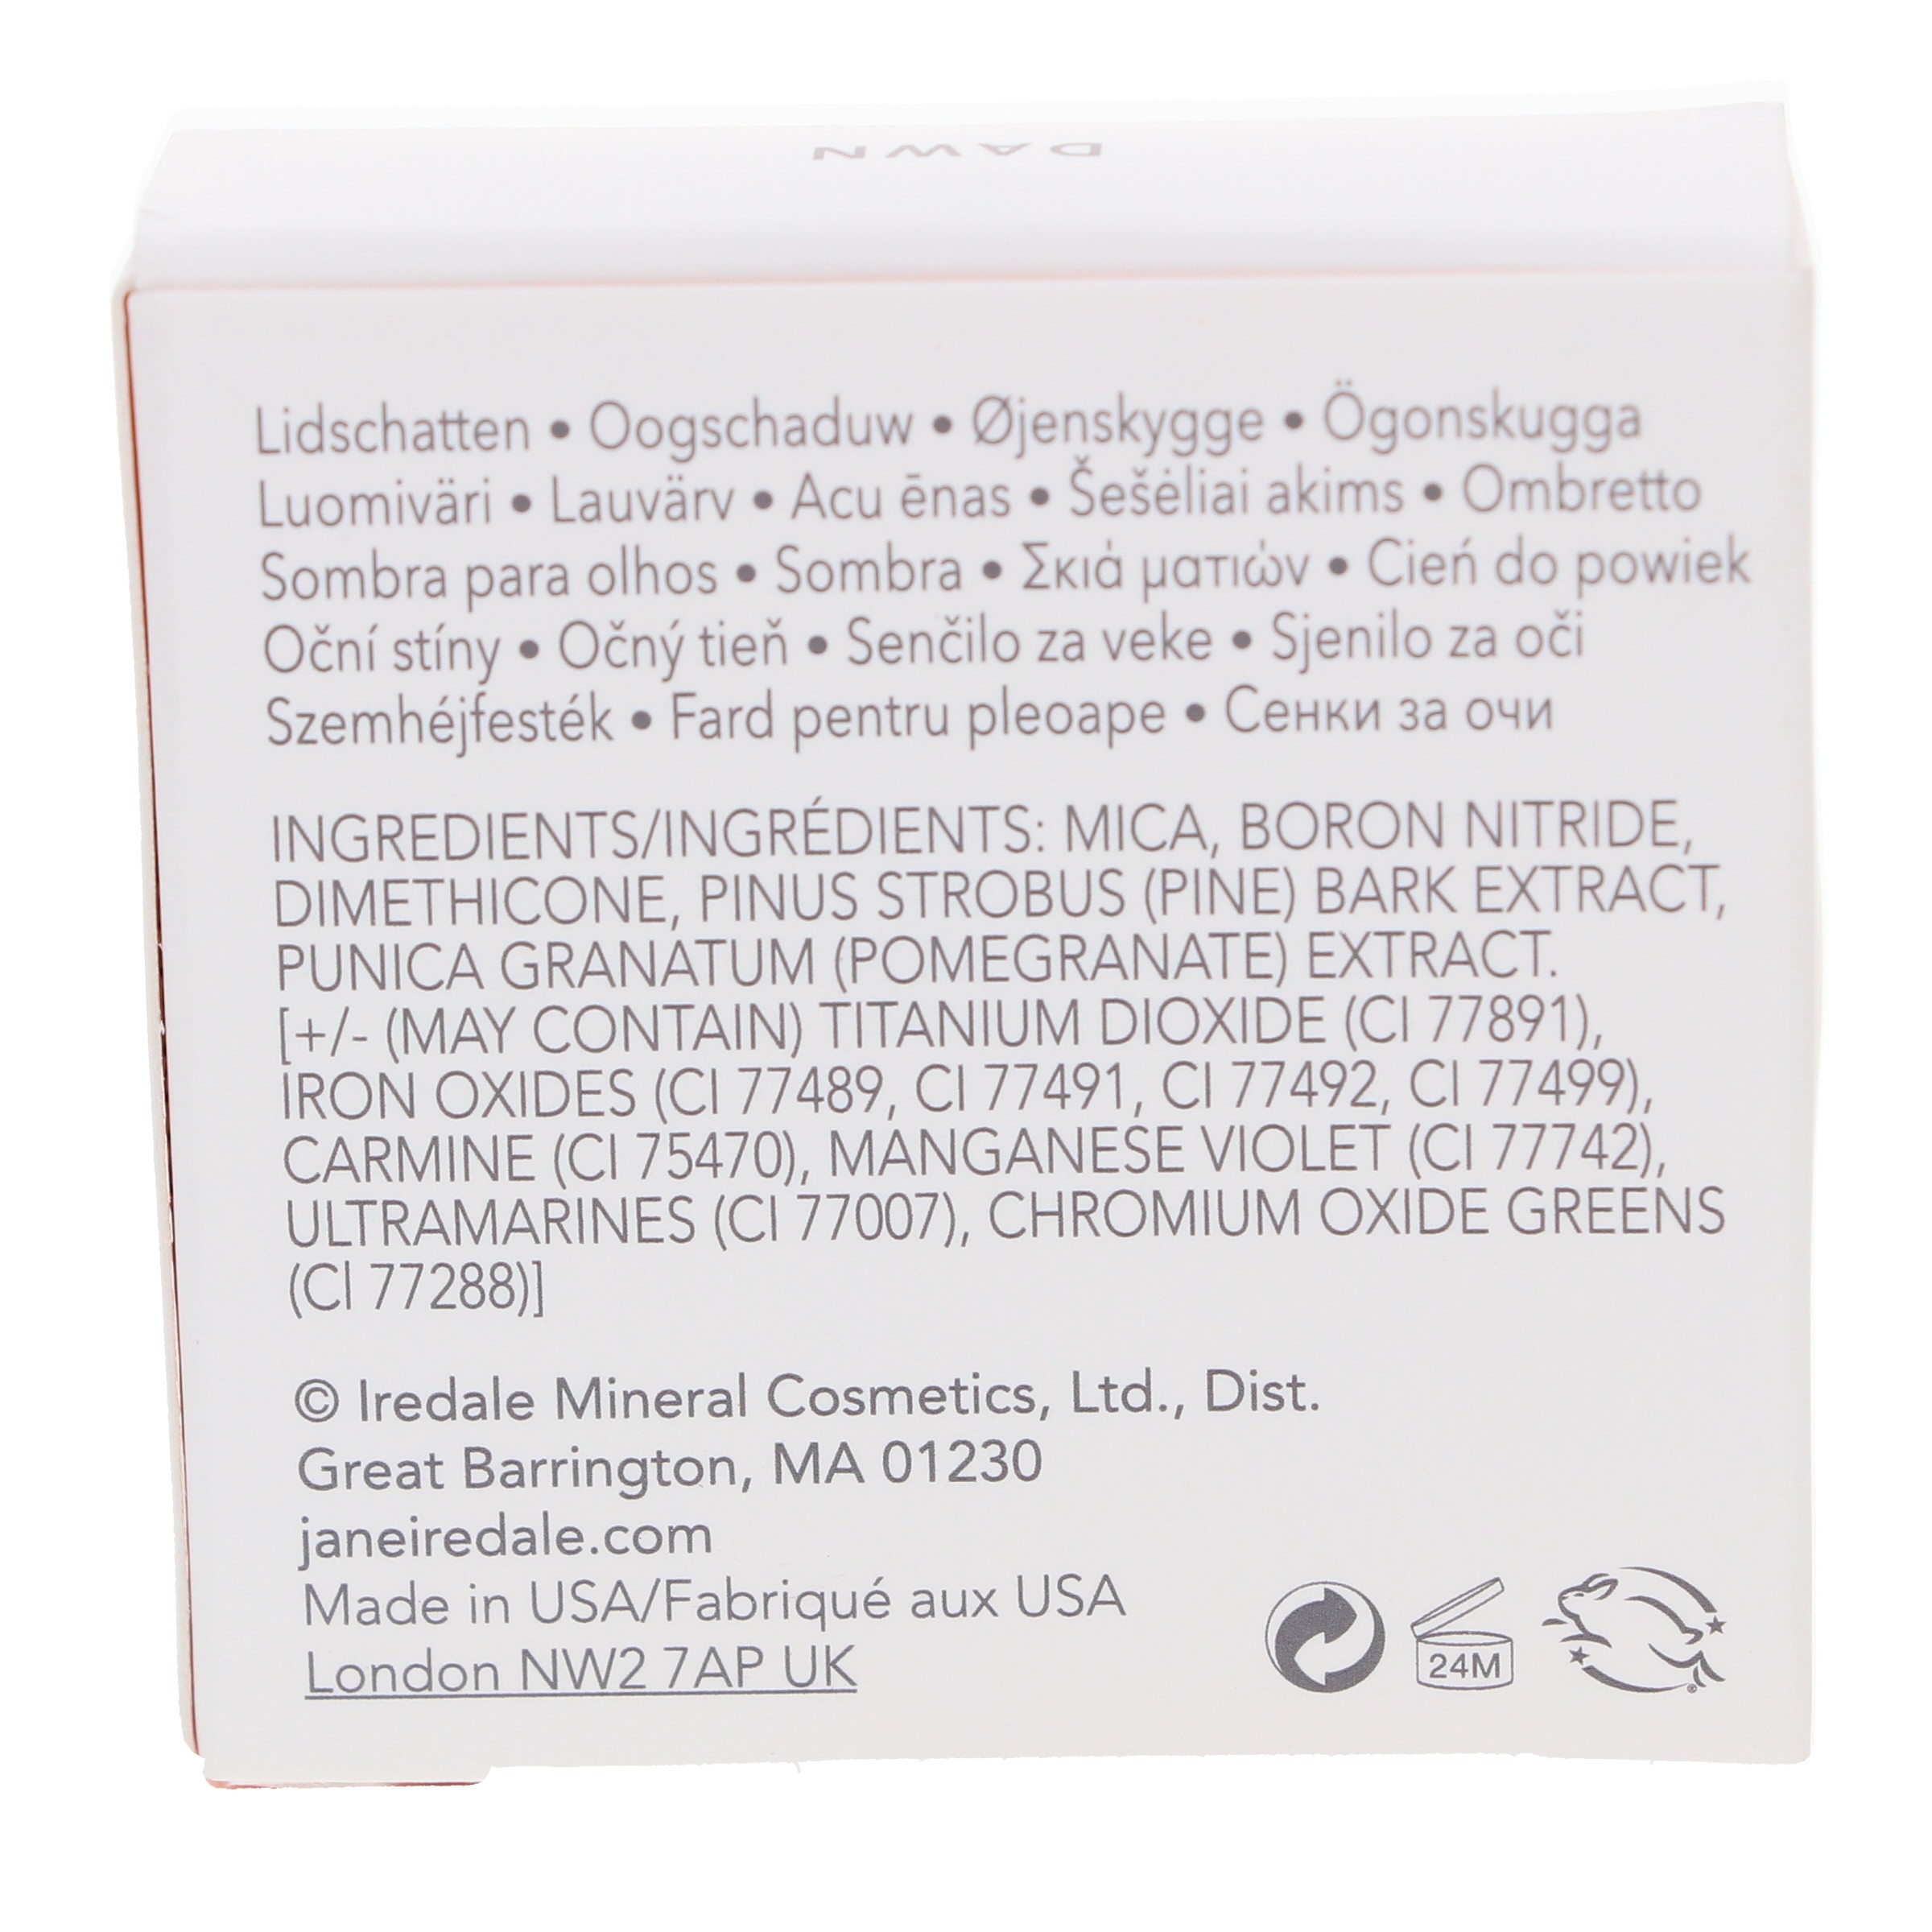 DAWN
Lidschatten • Oogschaduw • Øjenskygge • Ögonskugga
Luomiväri • Lauvärv • Acu ēnas • Šešėliai akims • Ombretto
Sombra para olhos • Sombra • Σκιά ματιών • Cień do powiek
Oční stíny • Očný tieň • Senčilo za veke • Sjenilo za oči
Szemhéjfesték • Fard pentru pleoape • Сенки за очи
INGREDIENTS/INGRÉDIENTS: MICA, BORON NITRIDE,
DIMETHICONE, PINUS STROBUS (PINE) BARK EXTRACT,
PUNICA GRANATUM (POMEGRANATE) EXTRACT.
[+/- (MAY CONTAIN) TITANIUM DIOXIDE (CI 77891),
IRON OXIDES (CI 77489, CI 77491, CI 77492, CI 77499),
CARMINE (CI 75470), MANGANESE VIOLET (CI 77742),
ULTRAMARINES (CI 77007), CHROMIUM OXIDE GREENS
(CI 77288)]
© Iredale Mineral Cosmetics, Ltd., Dist.
Great Barrington, MA 01230
janeiredale.com
Made in USA/Fabriqué aux USA
London NW2 7AP UK
24M
®